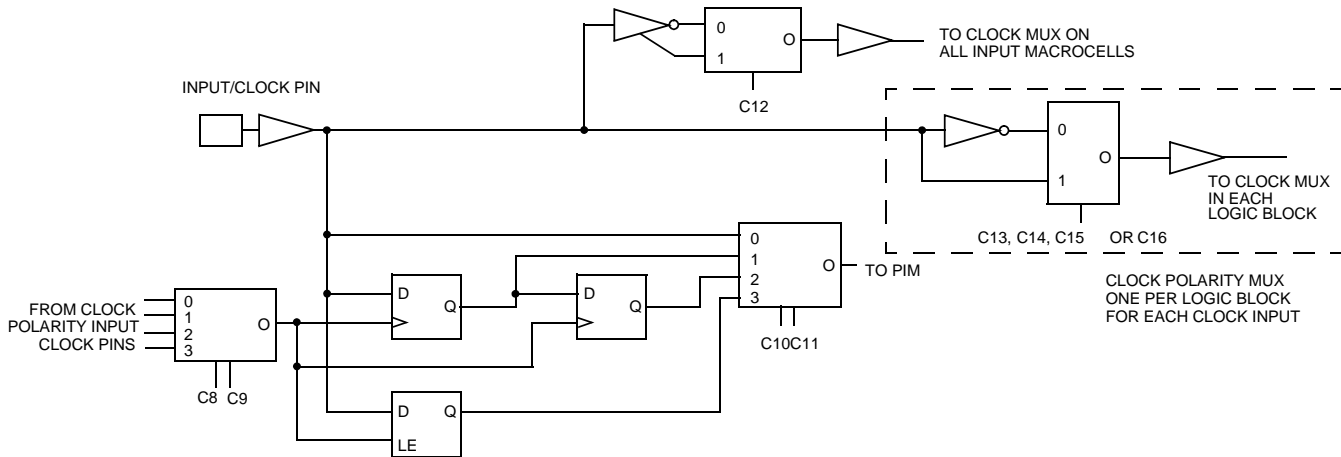 0
1
O
C12
TO CLOCK MUX ON
ALL INPUT MACROCELLS
INPUT/CLOCK PIN
0
1
O
TO CLOCK MUX
IN EACH
LOGIC BLOCK
C13, C14, C15 OR C16
0
1
2
3
O
TO PIM
C10C11
CLOCK POLARITY MUX
ONE PER LOGIC BLOCK
FOR EACH CLOCK INPUT
FROM CLOCK
POLARITY INPUT
CLOCK PINS
0
1
2
3
O
C8 C9
D
Q
D
Q
D
Q
LE